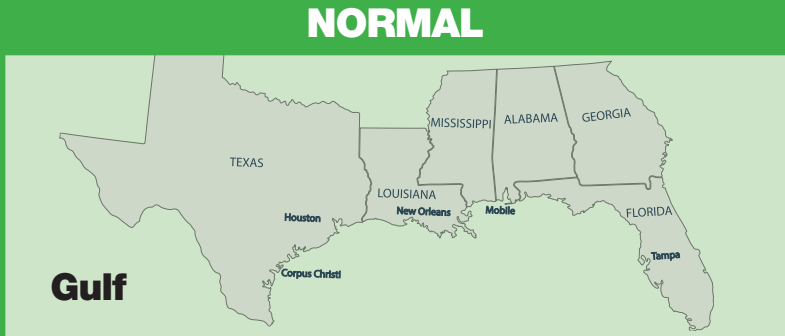 NORMAL
MISSISSIPPI
ALABAMA
GEORGIA
TEXAS
LOUISIANA
New Orleans
Mobile
FLORIDA
Houston
Tampa
Corpus Christi
Gulf